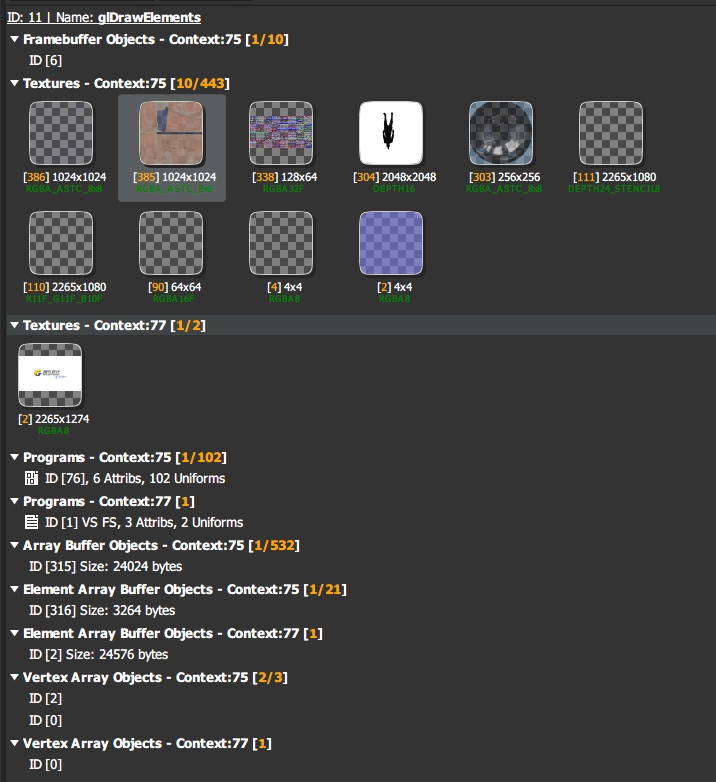 ID: 11 | Name: glDrawElements
Framebuffer Objects - Context:75 [1/10]
ID [6]
Textures - Context:75 [10/443]
[386] 1024x1024 [385] 1024x1024 [338] 128x64 [304] 2048x2048 [303] 256x256 [111] 2265x1080
RGBA_ASTC_8x8 RGBA_ASTC_8x8 RGBA32F DEPTH16 RGBA_ASTC_8x8 DEPTH24_STENCIL8
[110] 2265x1080 [90] 64x64 [4] 4x4 [2] 4x4
R11F_G11F_B10F RGBA16F RGBA8 RGBA8
Textures - Context:77 [1/2]
[2] 2265x1274
RGBA8
Programs - Context:75 [1/102]
ID [76], 6 Attribs, 102 Uniforms
Programs - Context:77 [1]
ID [1] VS FS, 3 Attribs, 2 Uniforms
Array Buffer Objects - Context:75 [1/532]
ID [315] Size: 24024 bytes
Element Array Buffer Objects - Context:75 [1/21]
ID [316] Size: 3264 bytes
Element Array Buffer Objects - Context:77 [1]
ID [2] Size: 24576 bytes
Vertex Array Objects - Context:75 [2/3]
ID [2]
ID [0]
Vertex Array Objects - Context:77 [1]
ID [0]